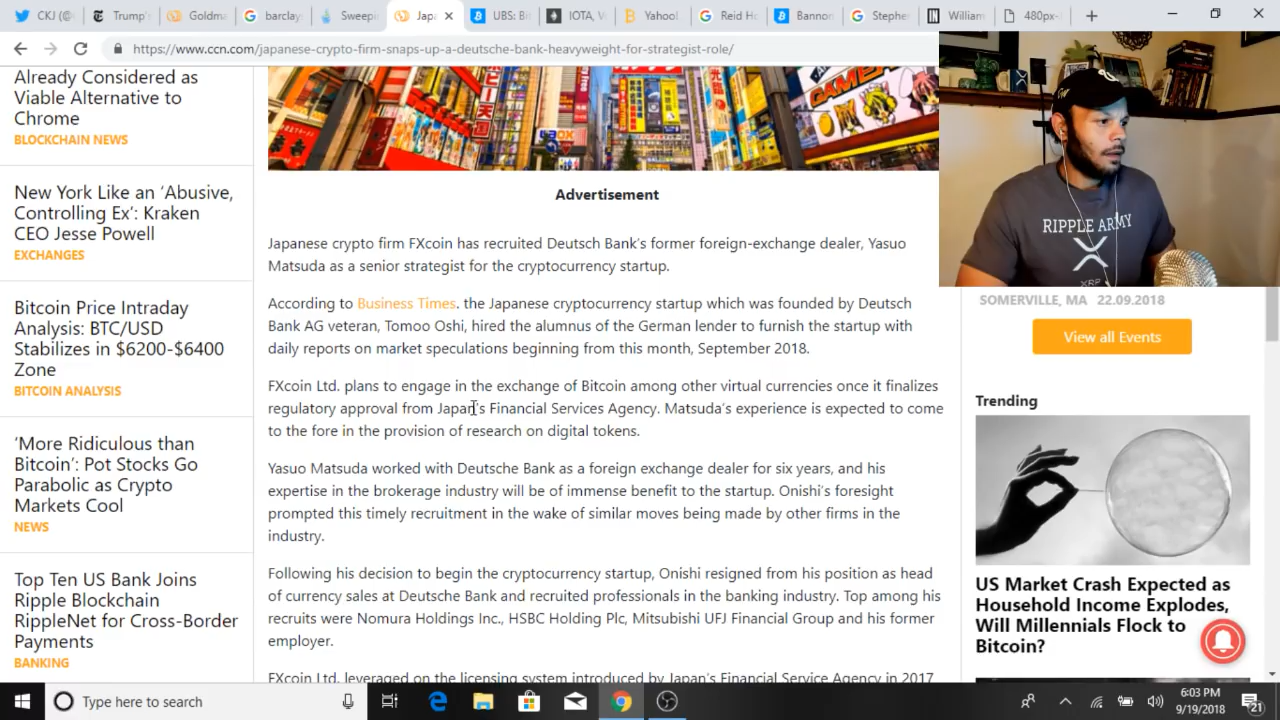 CKJ (@
Trump's
Goldma
barclay
Sweepi
Japa
UBS: Bi
IOTA, V
Yahoo!
Reid Ho
Bannon
Stephen
William
480px-
https://www.ccn.com/japanese-crypto-firm-snaps-up-a-deutsche-bank-heavyweight-for-strategist-role/
Already Considered as
Viable Alternative to
Chrome
BLOCKCHAIN NEWS
New York Like an ‘Abusive,
Controlling Ex’: Kraken
CEO Jesse Powell
EXCHANGES
Bitcoin Price Intraday
Analysis: BTC/USD
Stabilizes in $6200-$6400
Zone
BITCOIN ANALYSIS
‘More Ridiculous than
Bitcoin’: Pot Stocks Go
Parabolic as Crypto
Markets Cool
NEWS
Top Ten US Bank Joins
Ripple Blockchain
RippleNet for Cross-Border
Payments
BANKING
GAMERS
Advertisement
Japanese crypto firm FXcoin has recruited Deutsch Bank’s former foreign-exchange dealer, Yasuo
Matsuda as a senior strategist for the cryptocurrency startup.
According to Business Times. the Japanese cryptocurrency startup which was founded by Deutsch
Bank AG veteran, Tomoo Oshi, hired the alumnus of the German lender to furnish the startup with
daily reports on market speculations beginning from this month, September 2018.
FXcoin Ltd. plans to engage in the exchange of Bitcoin among other virtual currencies once it finalizes
regulatory approval from Japan’s Financial Services Agency. Matsuda’s experience is expected to come
to the fore in the provision of research on digital tokens.
Yasuo Matsuda worked with Deutsche Bank as a foreign exchange dealer for six years, and his
expertise in the brokerage industry will be of immense benefit to the startup. Onishi’s foresight
prompted this timely recruitment in the wake of similar moves being made by other firms in the
industry.
Following his decision to begin the cryptocurrency startup, Onishi resigned from his position as head
of currency sales at Deutsche Bank and recruited professionals in the banking industry. Top among his
recruits were Nomura Holdings Inc., HSBC Holding Plc, Mitsubishi UFJ Financial Group and his former
employer.
FXcoin Ltd. leveraged on the licensing system introduced by Japan’s Financial Service Agency in 2017
RIPPLE ARMY
XRP
SOMERVILLE, MA 22.09.2018
View all Events
Trending
US Market Crash Expected as
Household Income Explodes,
Will Millennials Flock to
Bitcoin?
Type here to search
6:03 PM
9/19/2018
21